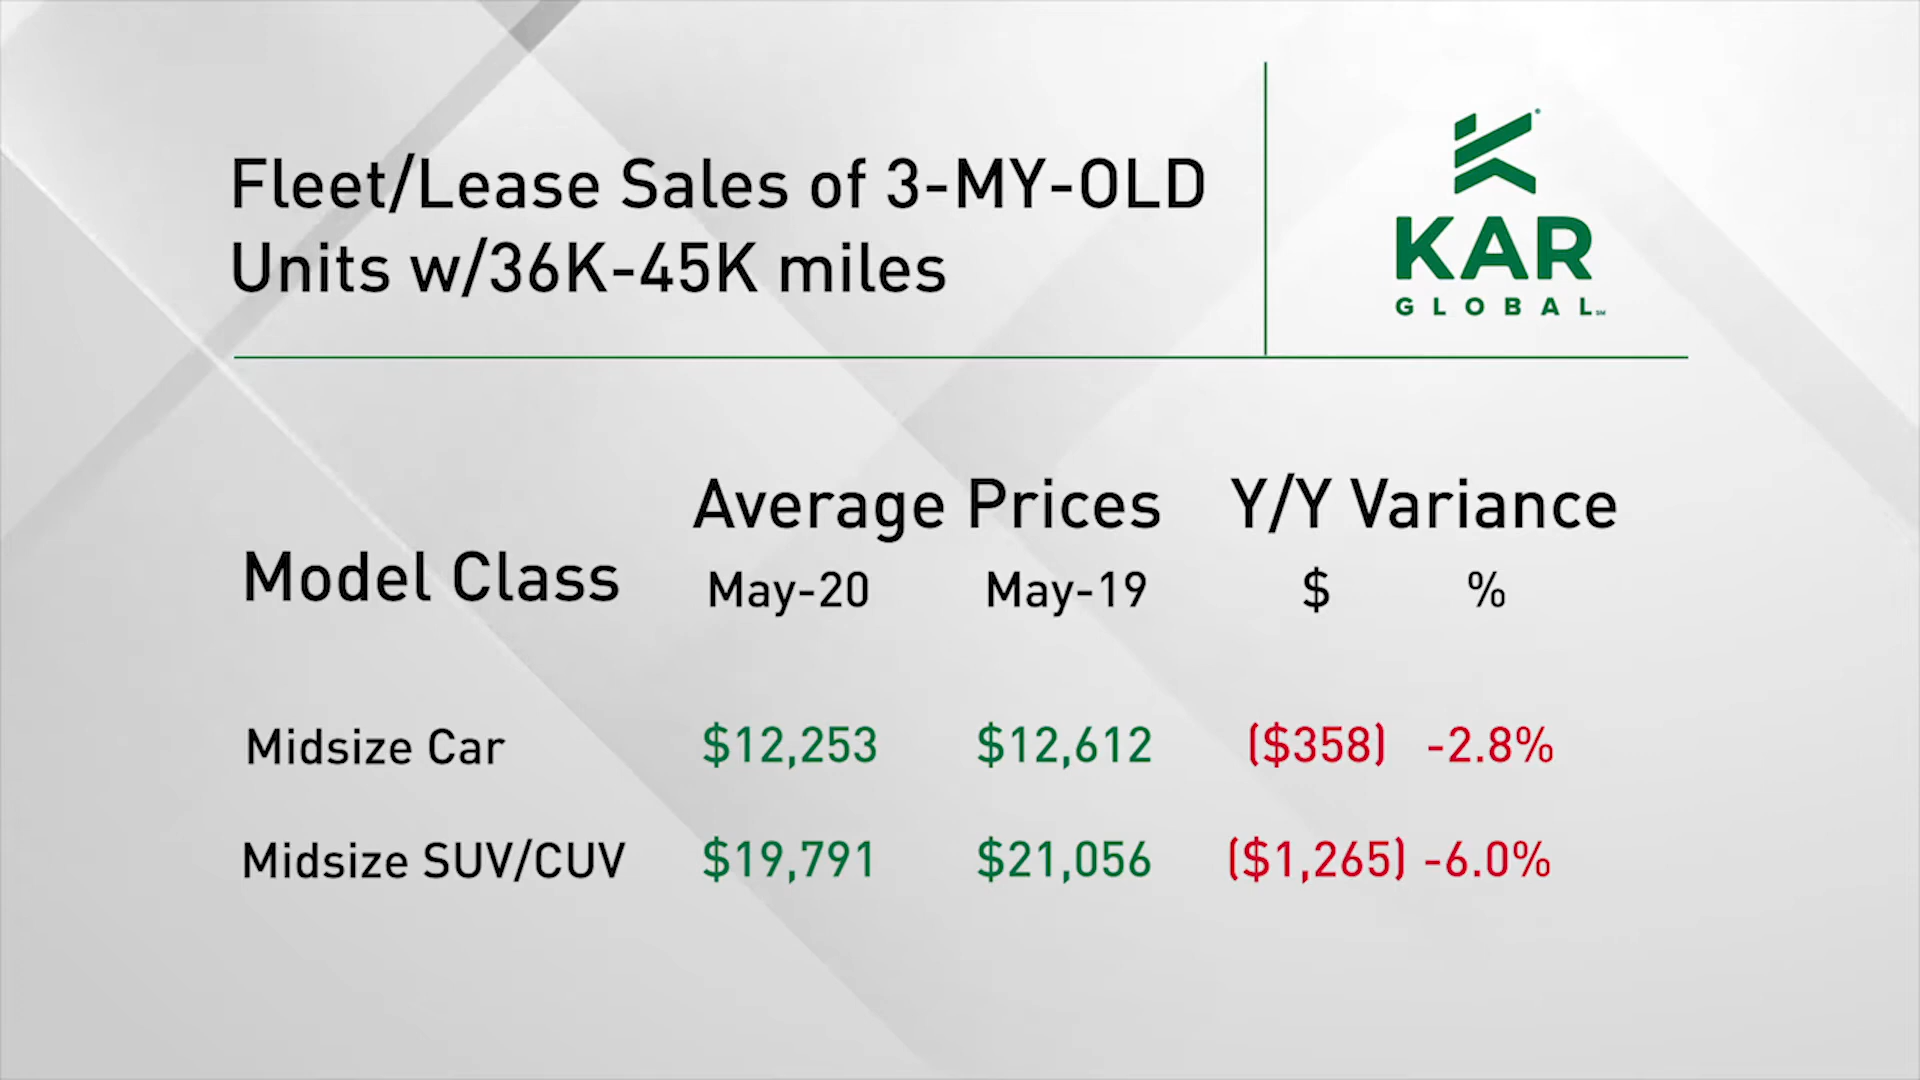 Fleet/Lease Sales of 3-MY-OLD
Units w/36K-45K miles
KAR
GLOBAL℠
Average Prices Y/Y Variance
Model Class May-20 May-19 $ %
Midsize Car $12,253 $12,612 ($358) -2.8%
Midsize SUV/CUV $19,791 $21,056 ($1,265) -6.0%